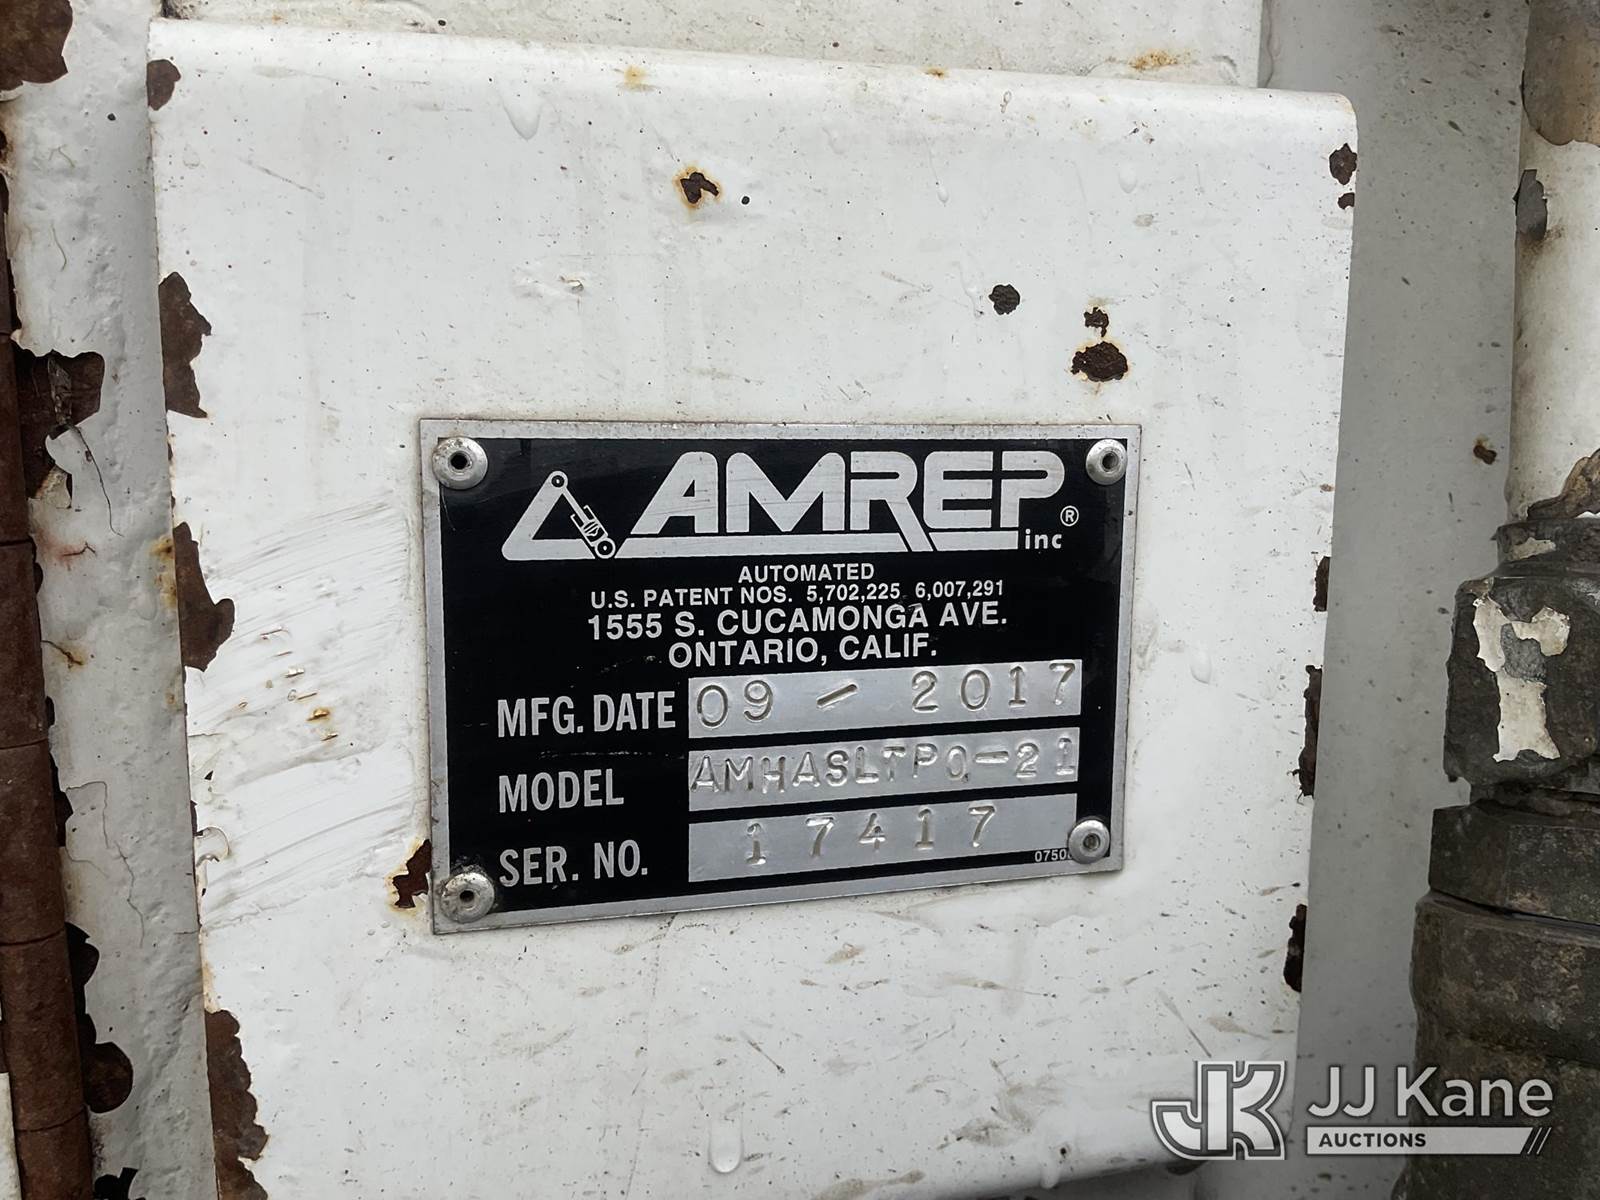 AMREP®
inc
AUTOMATED
U.S. PATENT NOS. 5,702,225 6,007,291
1555 S. CUCAMONGA AVE.
ONTARIO, CALIF.
MFG. DATE 09 - 2017
MODEL AMHASLTPO-21
SER. NO. 17417
JK JJ Kane
AUCTIONS